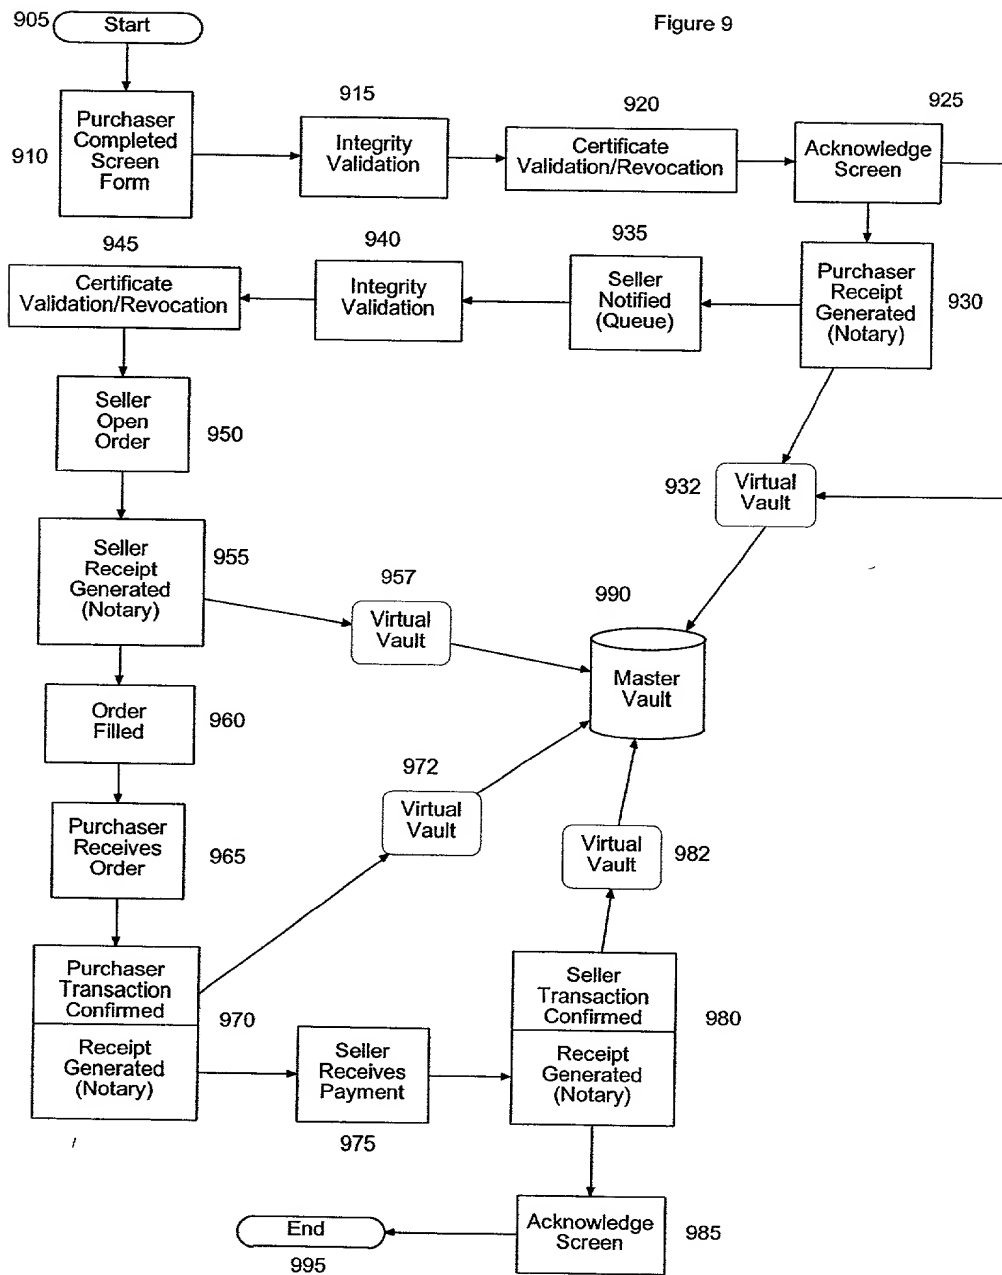 Figure 9
905
Start
915
920
925
910
Purchaser
Completed
Screen
Form
Integrity
Validation
Certificate
Validation/Revocation
Acknowledge
Screen
945
940
935
Certificate
Validation/Revocation
Integrity
Validation
Seller
Notified
(Queue)
Purchaser
Receipt
Generated
(Notary)
930
Seller
Open
Order
950
932
Virtual
Vault
Seller
Receipt
Generated
(Notary)
955
957
Virtual
Vault
990
Master
Vault
Order
Filled
960
972
Virtual
Vault
Purchaser
Receives
Order
965
Virtual
Vault
982
Purchaser
Transaction
Confirmed
970
Receipt
Generated
(Notary)
Seller
Receives
Payment
975
Seller
Transaction
Confirmed
980
Receipt
Generated
(Notary)
End
995
Acknowledge
Screen
985